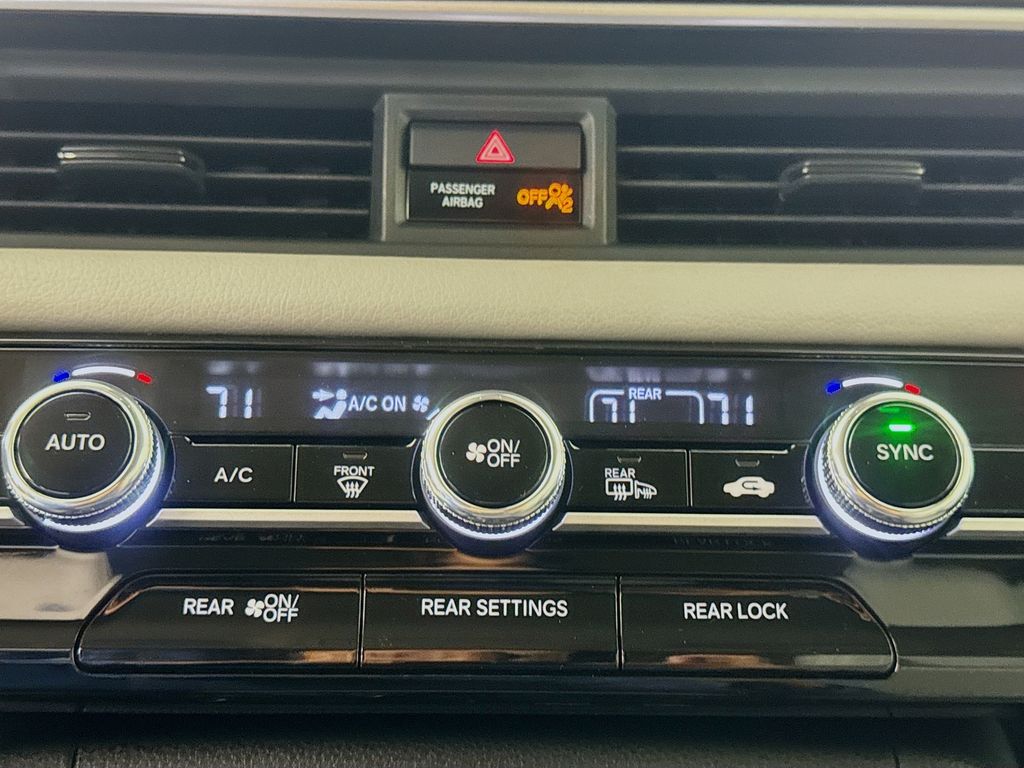 PASSENGER
AIRBAG
OFF 2
71
A/C ON
REAR
71
71
AUTO
A/C
FRONT
ON/
OFF
REAR
SYNC
REAR ON/
OFF
REAR SETTINGS
REAR LOCK